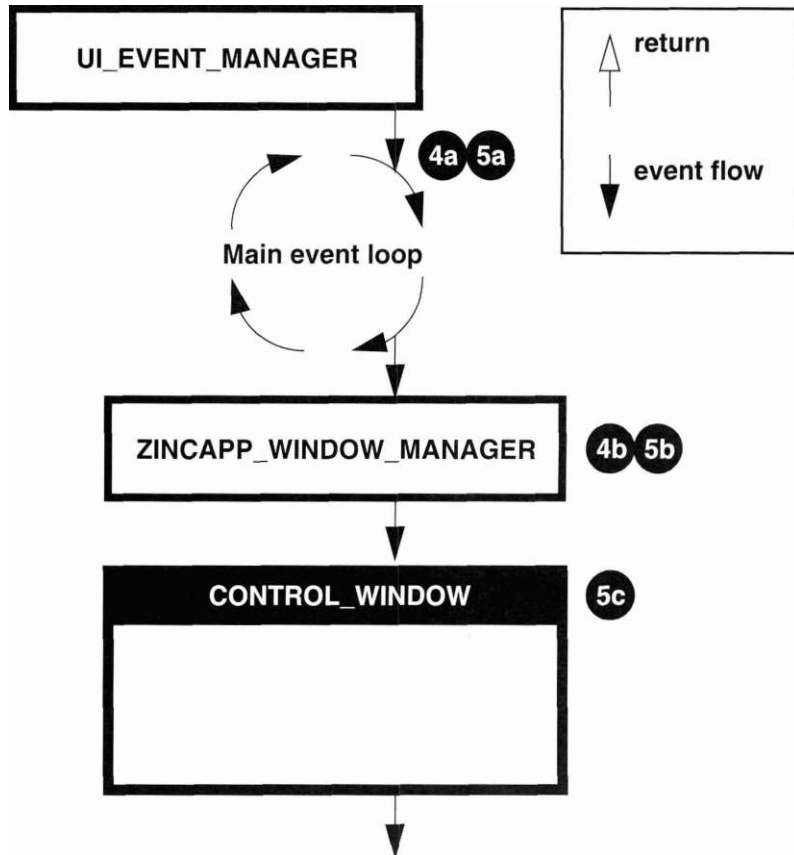 UI_EVENT_MANAGER
return
4a 5a
event flow
Main event loop
ZINCAPP_WINDOW_MANAGER
4b 5b
CONTROL_WINDOW
5c